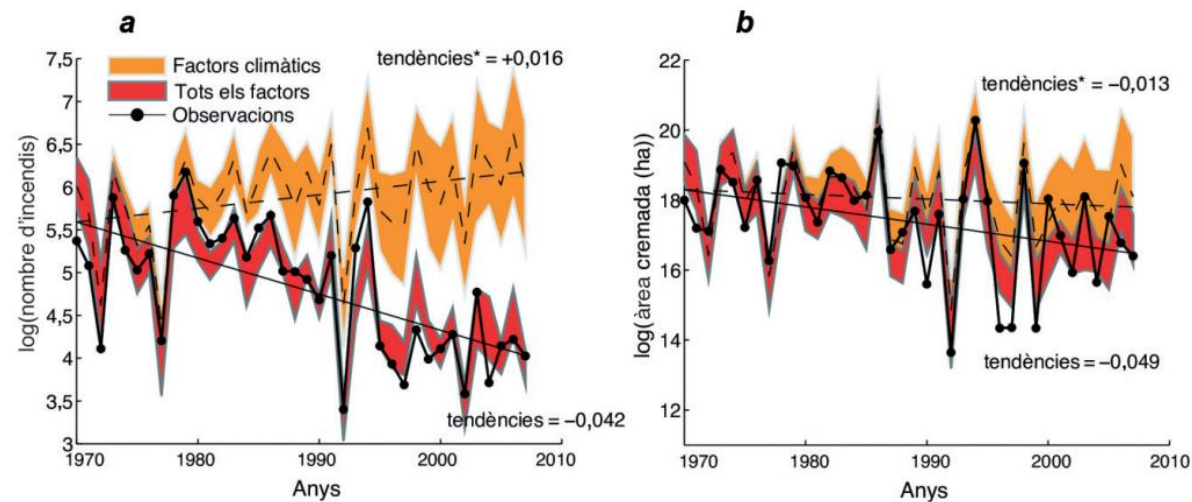 a
7,5
7
6,5
6
5,5
5
4,5
4
3,5
3
log(nombre d'incendis)
Factors climàtics
Tots els factors
Observacions
tendències* = +0,016
tendències = −0,042
1970 1980 1990 2000 2010
Anys
b
22
20
18
16
14
12
log(àrea cremada (ha))
tendències* = −0,013
tendències = −0,049
1970 1980 1990 2000 2010
Anys